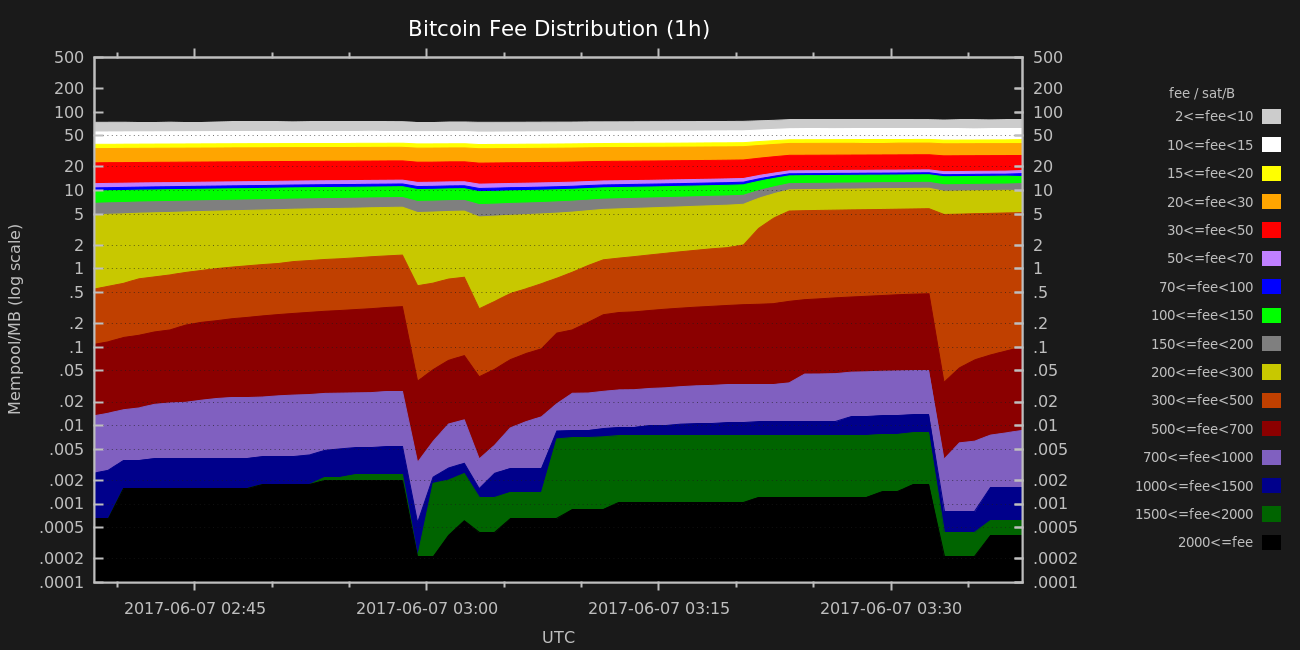 Bitcoin Fee Distribution (1h)
500
200
100
50
20
10
5
2
1
.5
.2
.1
.05
.02
.01
.005
.002
.001
.0005
.0002
.0001
Mempool/MB (log scale)
500
200
100
50
20
10
5
2
1
.5
.2
.1
.05
.02
.01
.005
.002
.001
.0005
.0002
.0001
2017-06-07 02:45
2017-06-07 03:00
2017-06-07 03:15
2017-06-07 03:30
UTC
fee / sat/B
2<=fee<10
10<=fee<15
15<=fee<20
20<=fee<30
30<=fee<50
50<=fee<70
70<=fee<100
100<=fee<150
150<=fee<200
200<=fee<300
300<=fee<500
500<=fee<700
700<=fee<1000
1000<=fee<1500
1500<=fee<2000
2000<=fee